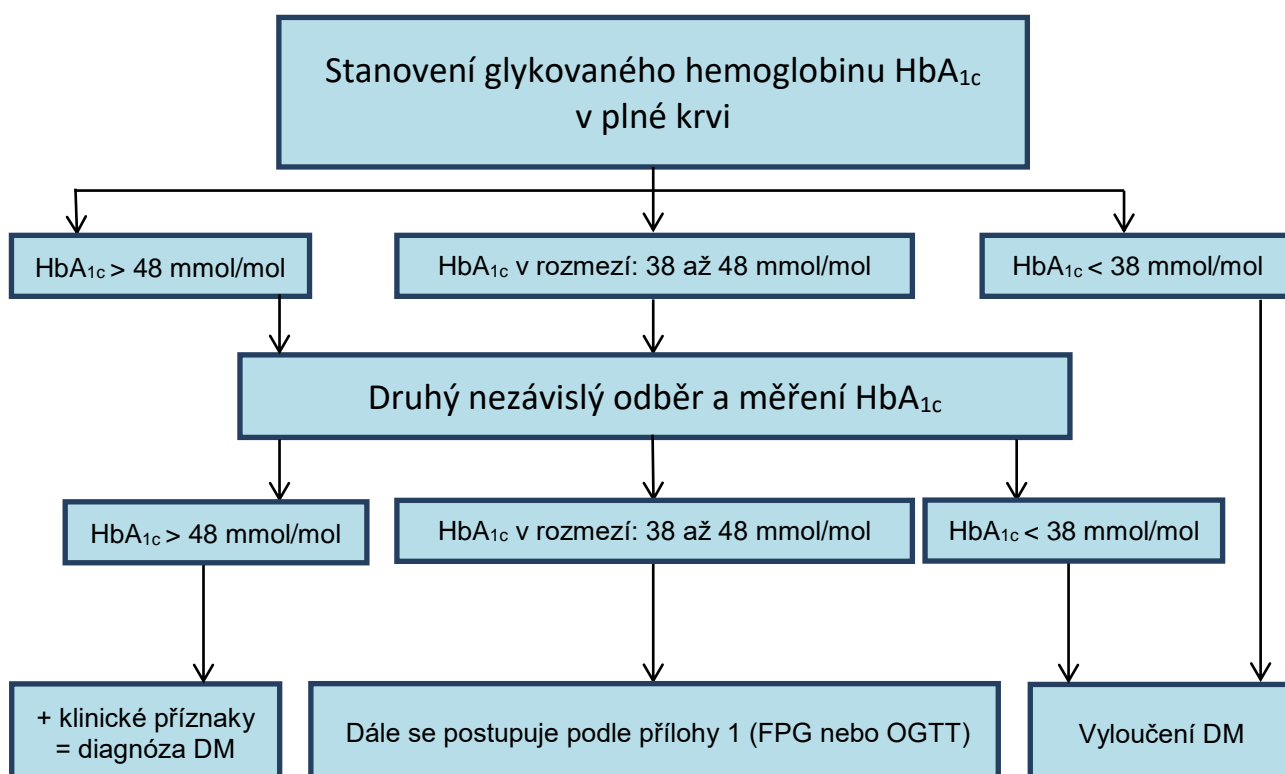 Stanovení glykovaného hemoglobinu HbA1c
v plné krvi
HbA1c > 48 mmol/mol
HbA1c v rozmezí: 38 až 48 mmol/mol
HbA1c < 38 mmol/mol
Druhý nezávislý odběr a měření HbA1c
HbA1c > 48 mmol/mol
HbA1c v rozmezí: 38 až 48 mmol/mol
HbA1c < 38 mmol/mol
+ klinické příznaky
= diagnóza DM
Dále se postupuje podle přílohy 1 (FPG nebo OGTT)
Vyloučení DM